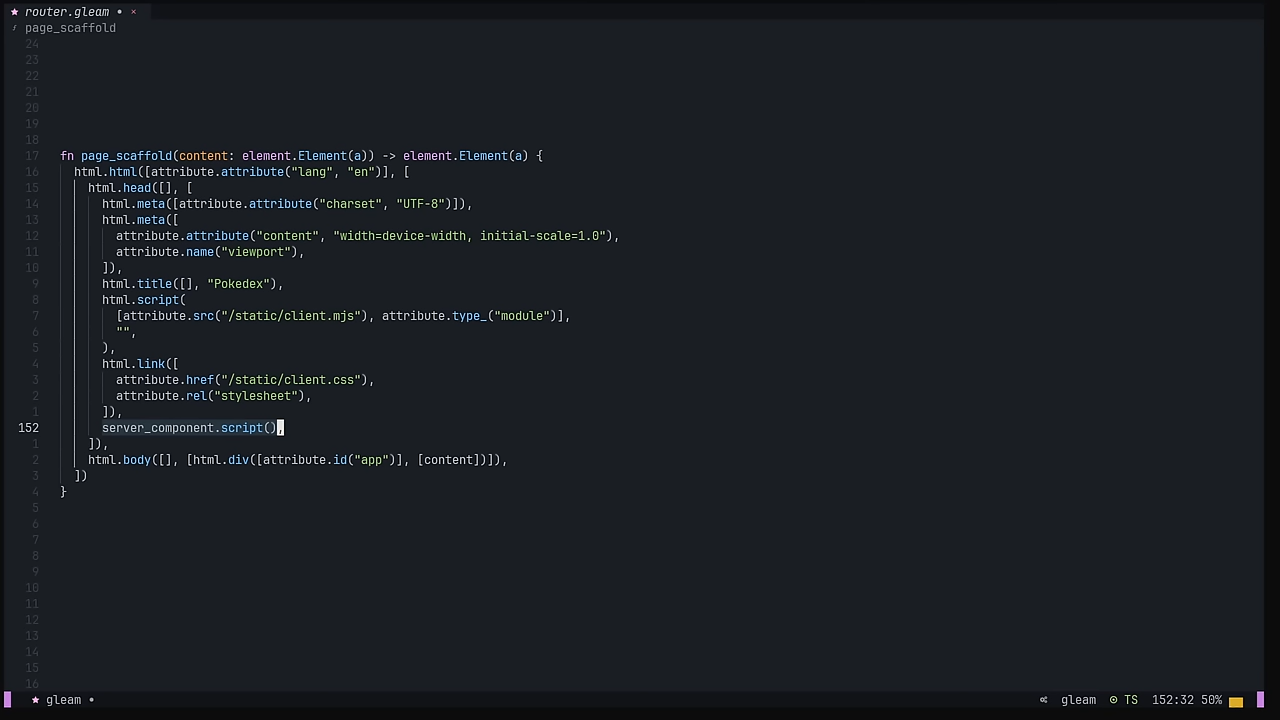 router.gleam • ×
page_scaffold
24
23
22
21
20
19
18
17 fn page_scaffold(content: element.Element(a)) -> element.Element(a) {
16 html.html([attribute.attribute("lang", "en")], [
15 html.head([], [
14 html.meta([attribute.attribute("charset", "UTF-8")]),
13 html.meta([
12 attribute.attribute("content", "width=device-width, initial-scale=1.0"),
11 attribute.name("viewport"),
10 ]),
9 html.title([], "Pokedex"),
8 html.script(
7 [attribute.src("/static/client.mjs"), attribute.type_("module")],
6 "",
5 ),
4 html.link([
3 attribute.href("/static/client.css"),
2 attribute.rel("stylesheet"),
1 ]),
152 server_component.script(),
1 ]),
2 html.body([], [html.div([attribute.id("app")], [content])]),
3 ])
4 }
5
6
7
8
9
10
11
12
13
14
15
16
gleam • gleam TS 152:32 50%